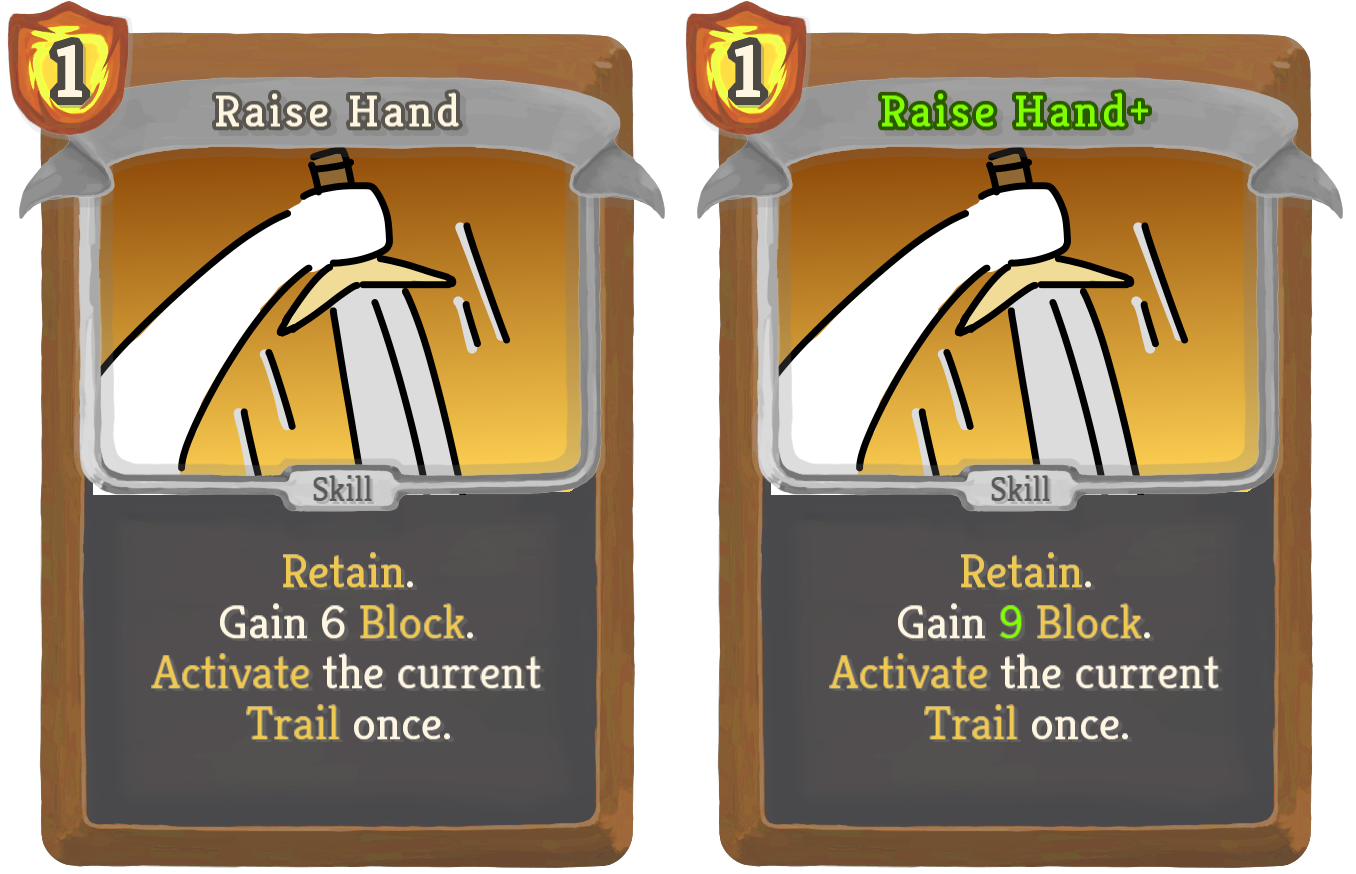 1
Raise Hand
Skill
Retain.
Gain 6 Block.
Activate the current
Trail once.
1
Raise Hand+
Skill
Retain.
Gain 9 Block.
Activate the current
Trail once.